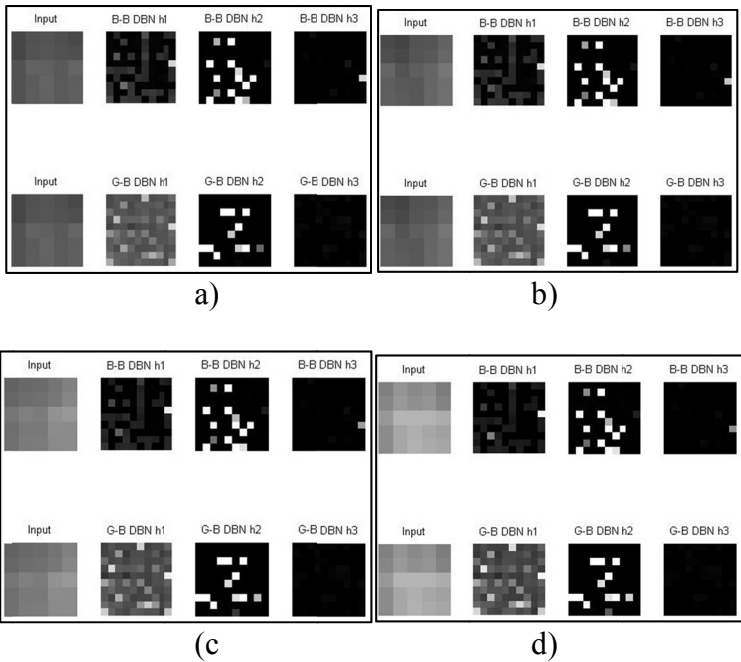 Input B-B DBN h1 B-B DBN h2 B-B DBN h3
Input G-B DBN h1 G-B DBN h2 G-B DBN h3
a)
Input B-B DBN h1 B-B DBN h2 B-B DBN h3
Input G-B DBN h1 G-B DBN h2 G-B DBN h3
b)
Input B-B DBN h1 B-B DBN h2 B-B DBN h3
Input G-B DBN h1 G-B DBN h2 G-B DBN h3
(c
Input B-B DBN h1 B-B DBN h2 B-B DBN h3
Input G-B DBN h1 G-B DBN h2 G-B DBN h3
d)